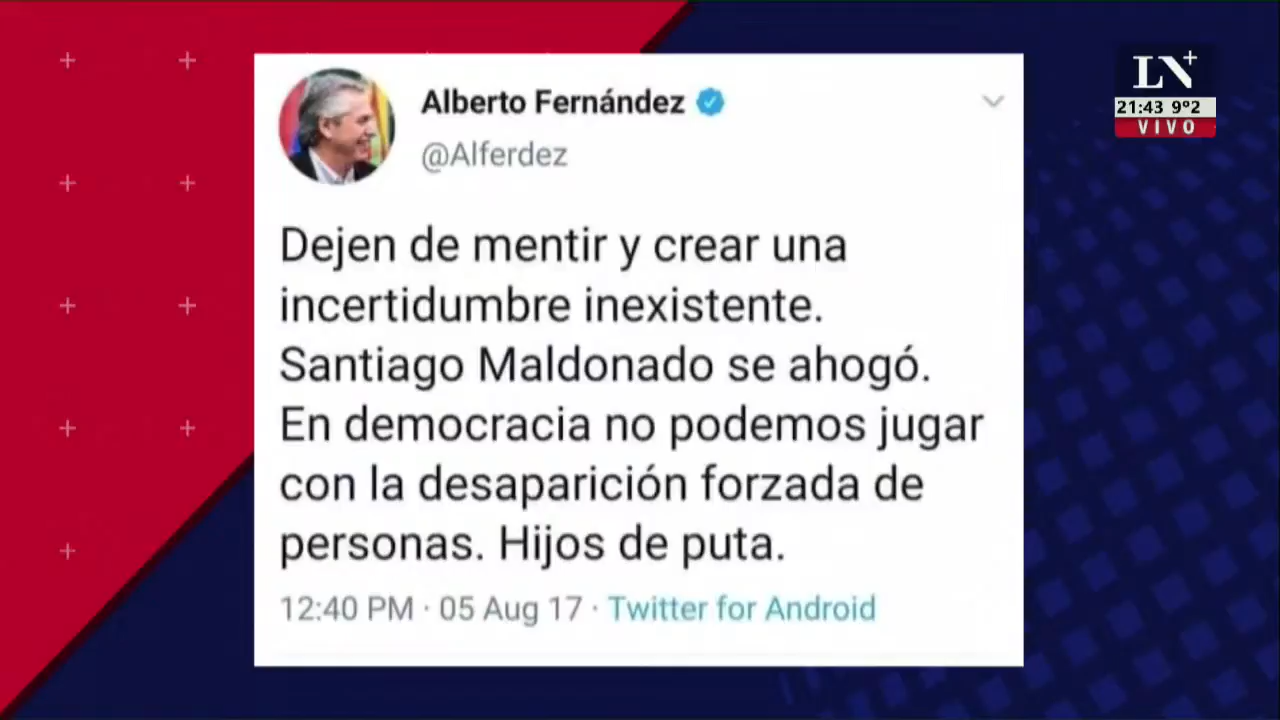 Alberto Fernández
@Alferdez
Dejen de mentir y crear una
incertidumbre inexistente.
Santiago Maldonado se ahogó.
En democracia no podemos jugar
con la desaparición forzada de
personas. Hijos de puta.
12:40 PM · 05 Aug 17 · Twitter for Android
LN+
21:43 9º2
VIVO